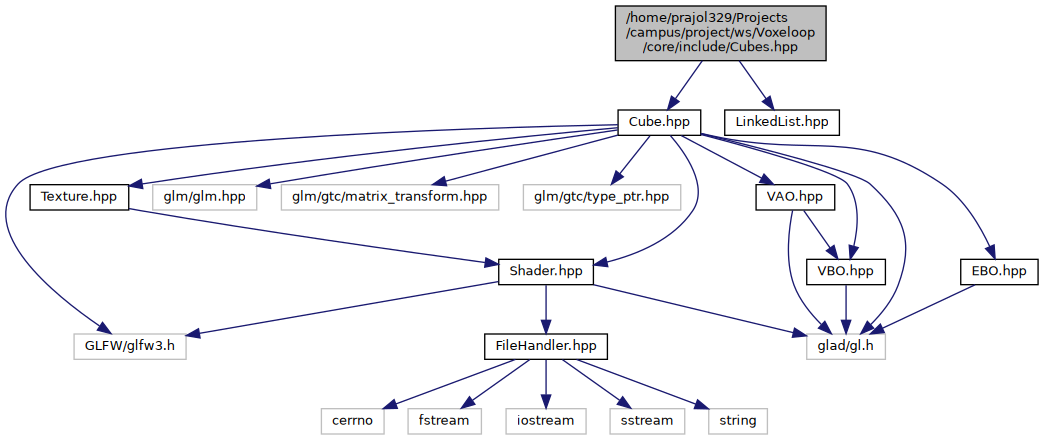 /home/prajol329/Projects
/campus/project/ws/Voxeloop
/core/include/Cubes.hpp
Cube.hpp
LinkedList.hpp
Texture.hpp
glm/glm.hpp
glm/gtc/matrix_transform.hpp
glm/gtc/type_ptr.hpp
VAO.hpp
Shader.hpp
VBO.hpp
EBO.hpp
GLFW/glfw3.h
FileHandler.hpp
glad/gl.h
cerrno
fstream
iostream
sstream
string